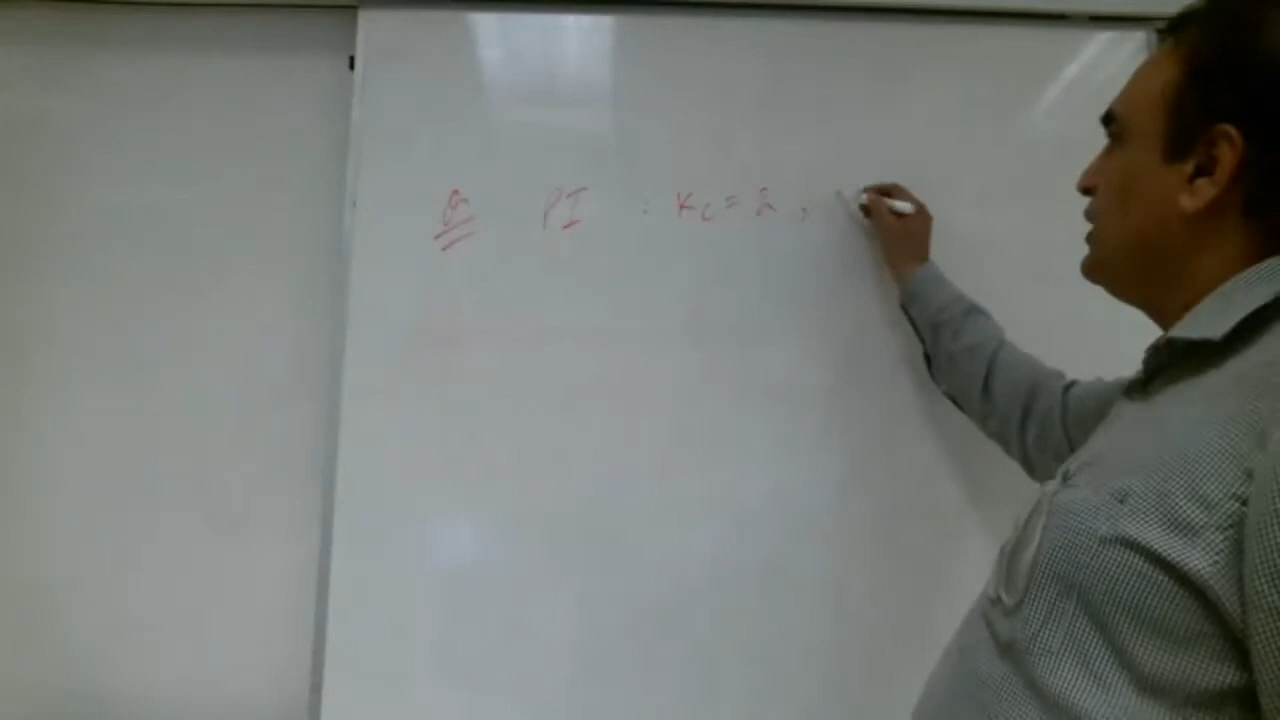 Q PI : Kc = 2,